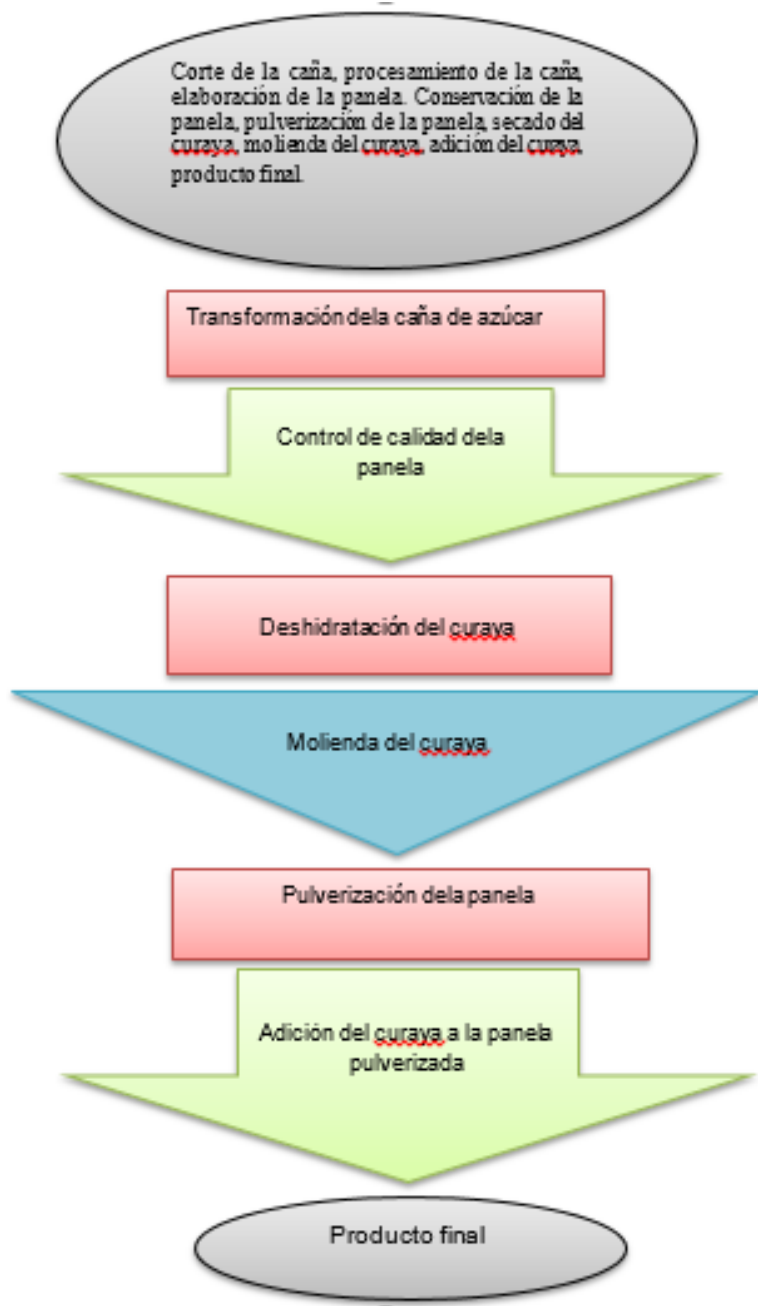 Corte de la caña, procesamiento de la caña,
elaboración de la panela. Conservación de la
panela, pulverización de la panela, secado del
curaya, molienda del curaya, adición del curaya,
producto final.
Transformación dela caña de azúcar
Control de calidad dela
panela
Deshidratación del curaya
Molienda del curaya
Pulverización dela panela
Adición del curaya a la panela
pulverizada
Producto final